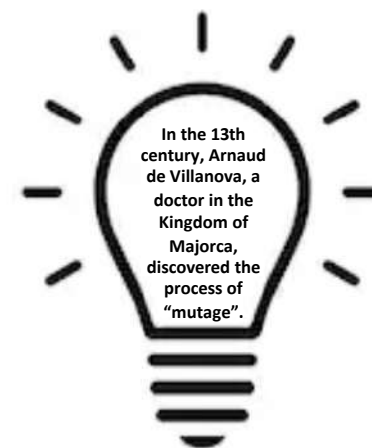 In the 13th
century, Arnaud
de Villanova, a
doctor in the
Kingdom of
Majorca,
discovered the
process of
“mutage”.